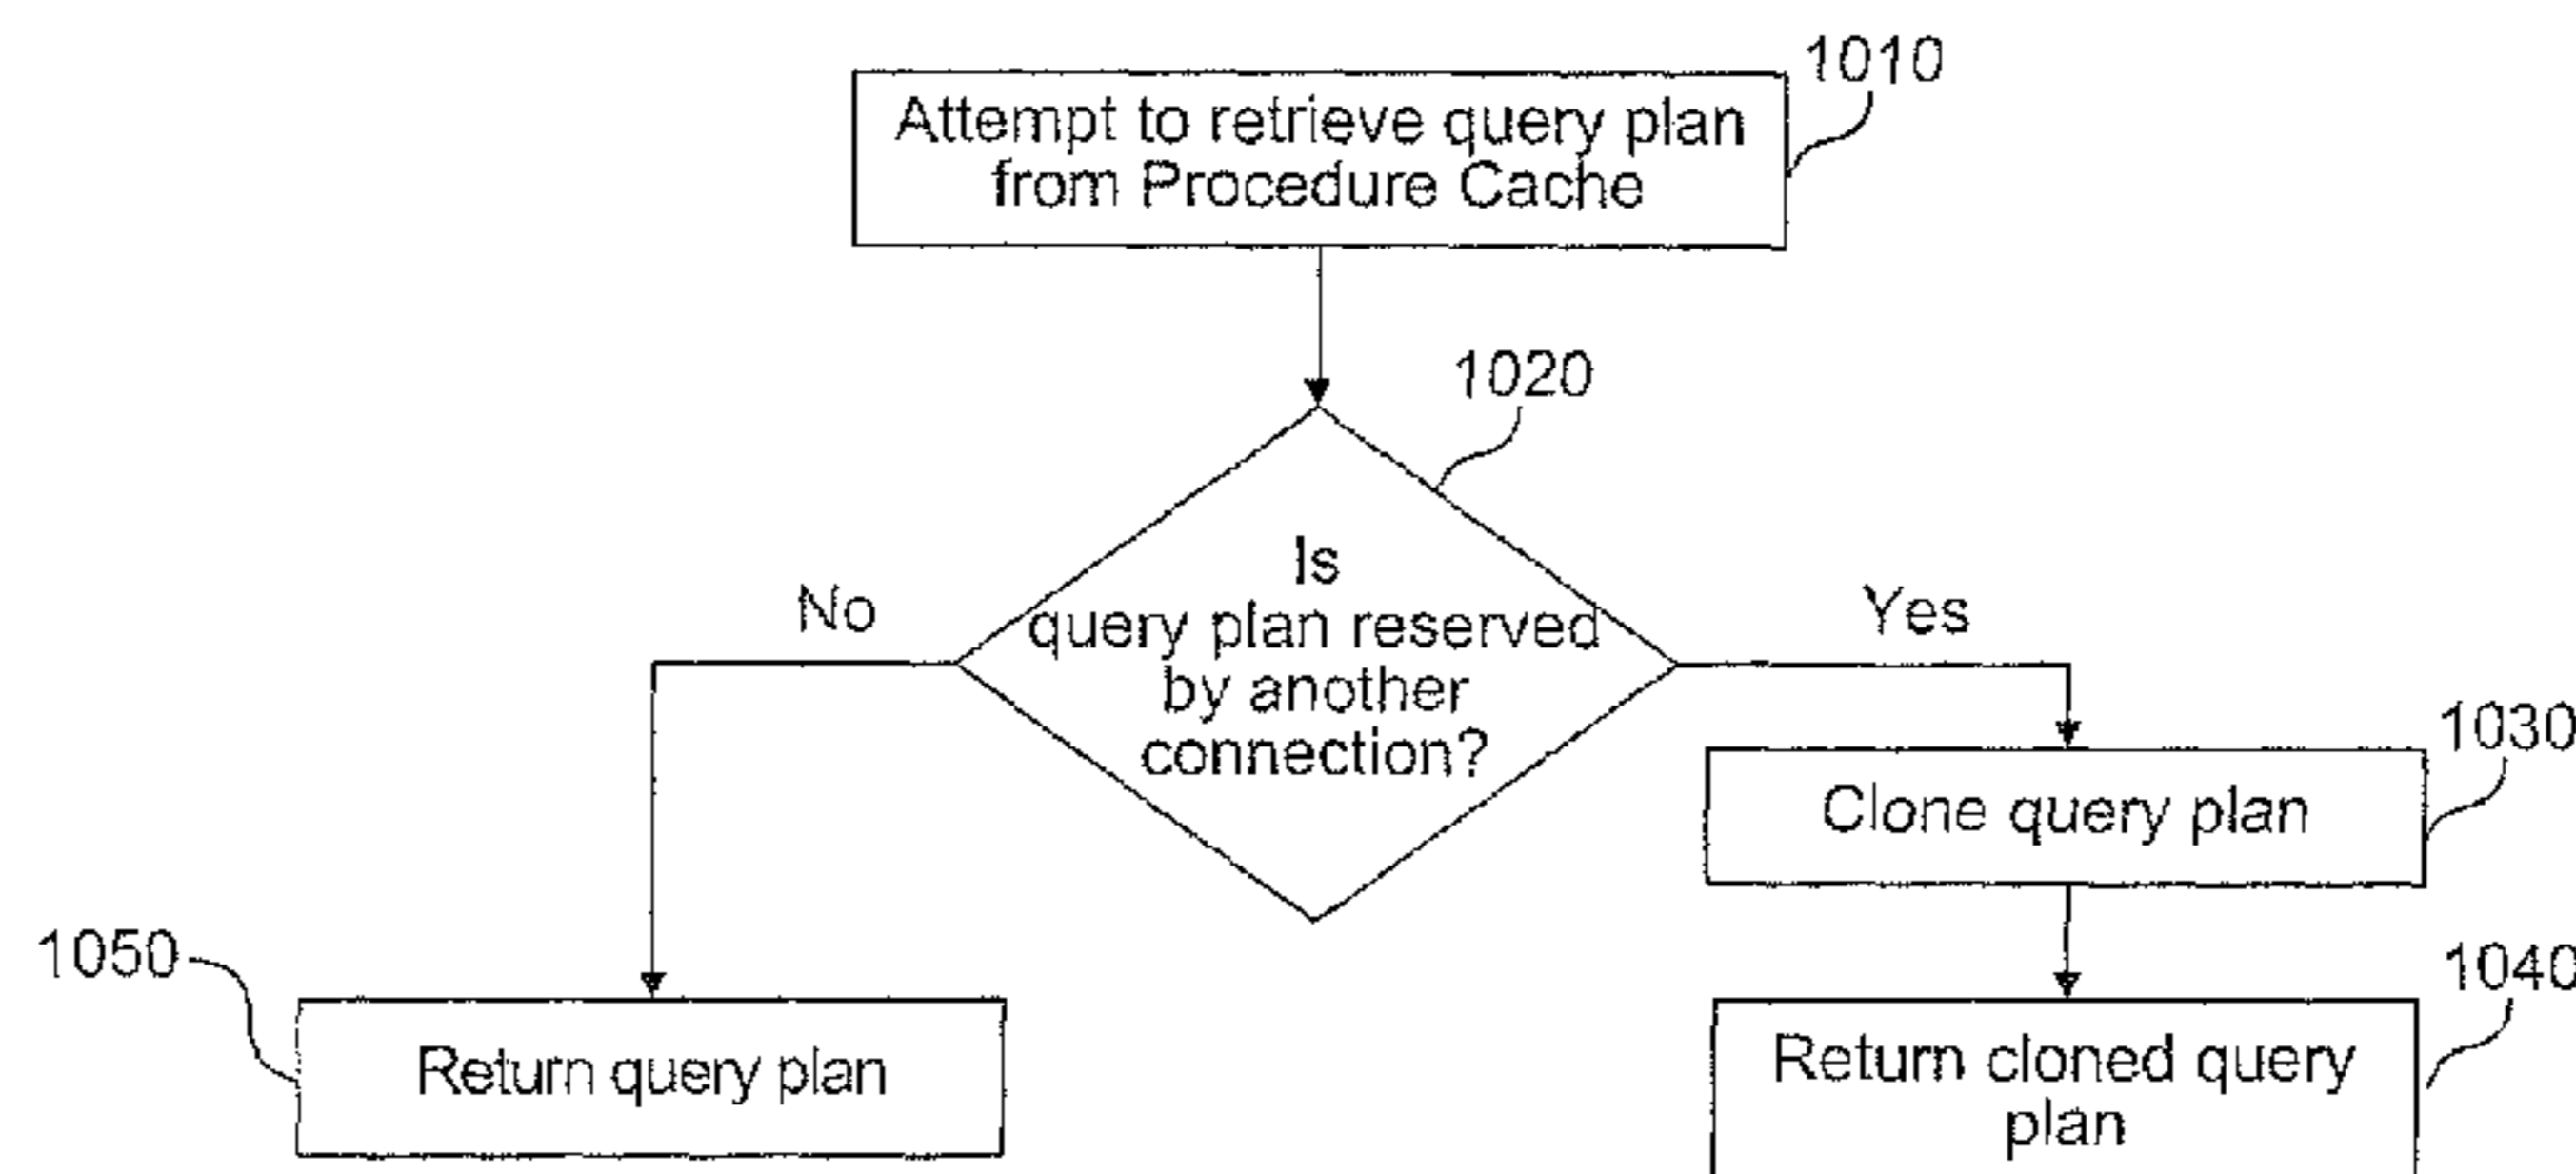 1010
Attempt to retrieve query plan
from Procedure Cache
1020
Is
query plan reserved
by another
connection?
No
Yes
1030
Clone query plan
1050
Return query plan
1040
Return cloned query
plan